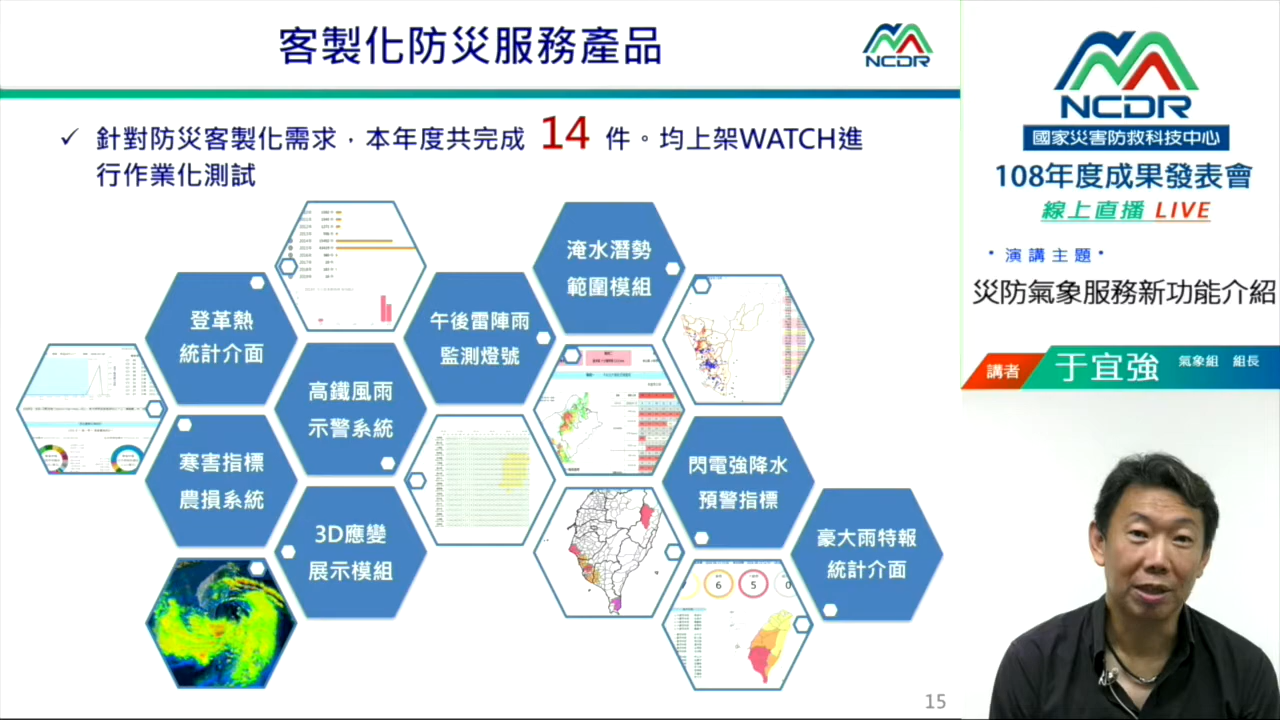 客製化防災服務產品
NCDR
✓ 針對防災客製化需求，本年度共完成 14 件。均上架WATCH進
行作業化測試
淹水潛勢
範圍模組
登革熱
統計介面
午後雷陣雨
監測燈號
高鐵風雨
示警系統
寒害指標
農損系統
閃電強降水
預警指標
3D應變
展示模組
豪大雨特報
統計介面
6
5
0
15
NCDR
國家災害防救科技中心
108年度成果發表會
線上直播 LIVE
•演講主題•
災防氣象服務新功能介紹
講者 于宜強 氣象組 組長